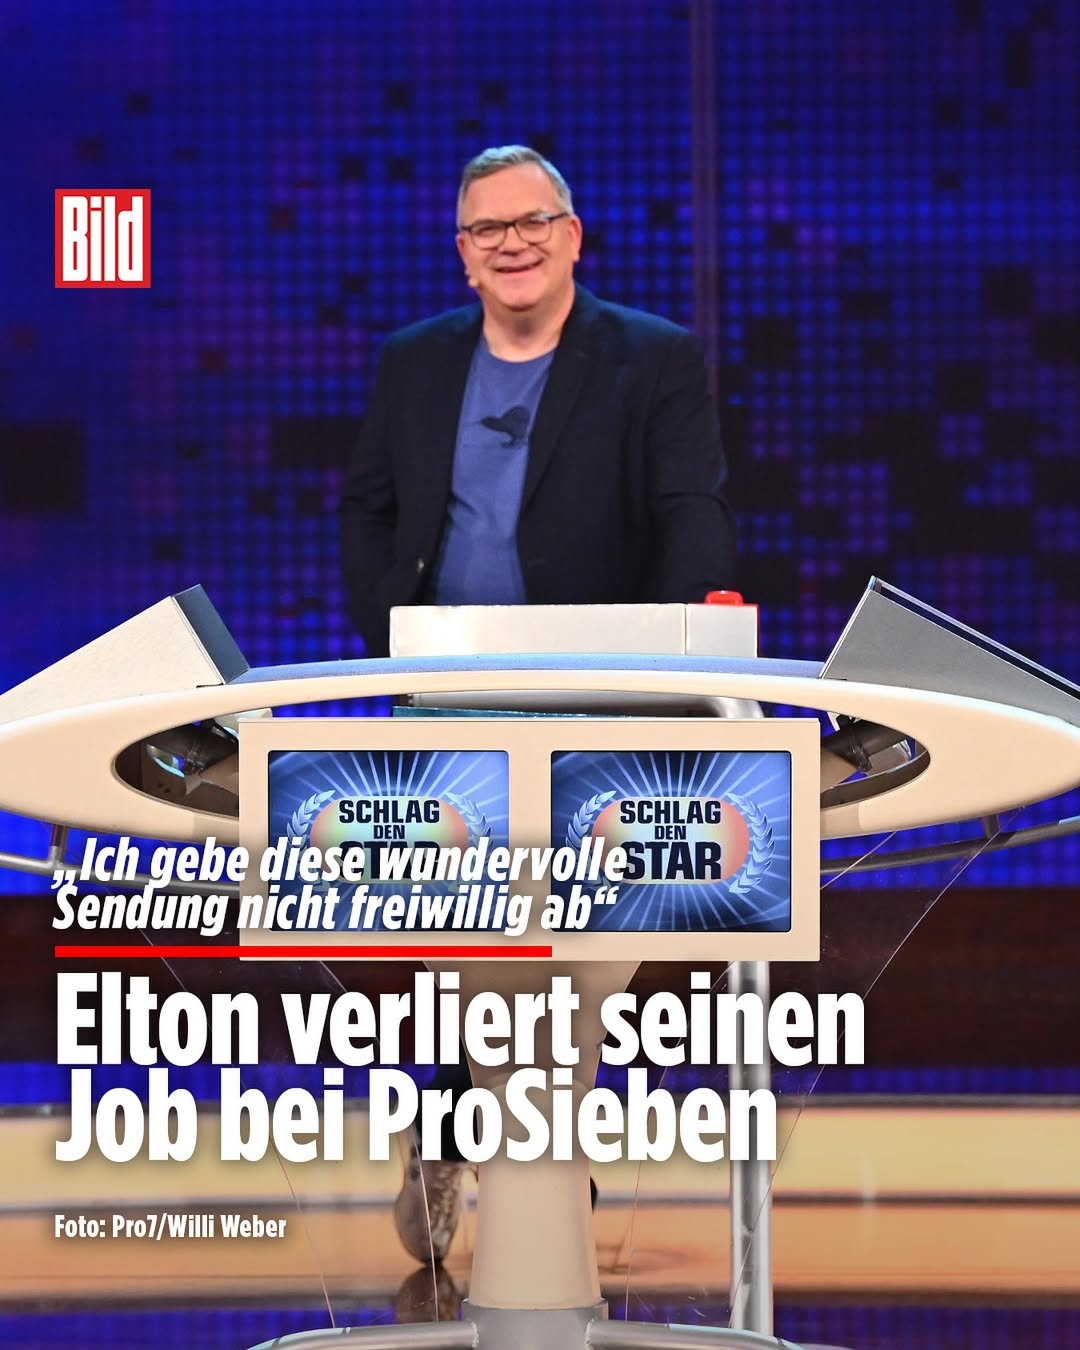 Bild
SCHLAG
DEN
STAR
SCHLAG
DEN
STAR
„Ich gebe diese wundervolle
Sendung nicht freiwillig ab“
Elton verliert seinen
Job bei ProSieben
Foto: Pro7/Willi Weber